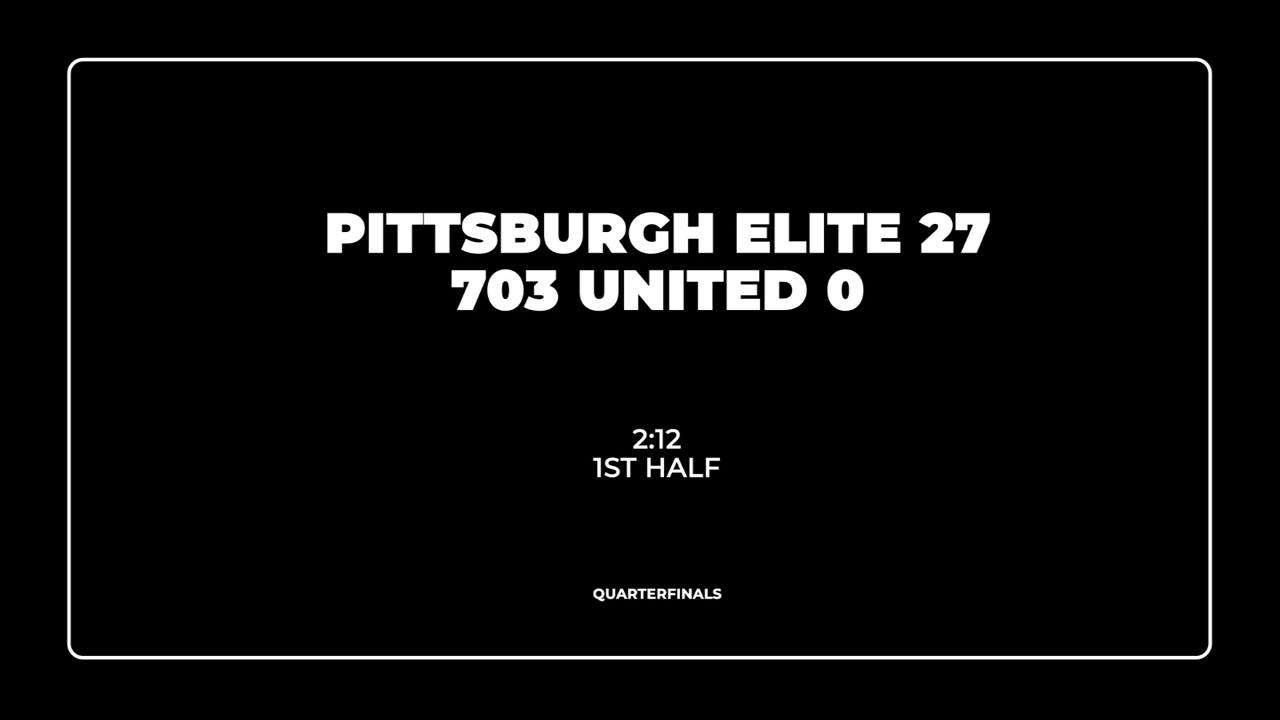 PITTSBURGH ELITE 27
703 UNITED 0
2:12
1ST HALF
QUARTERFINALS